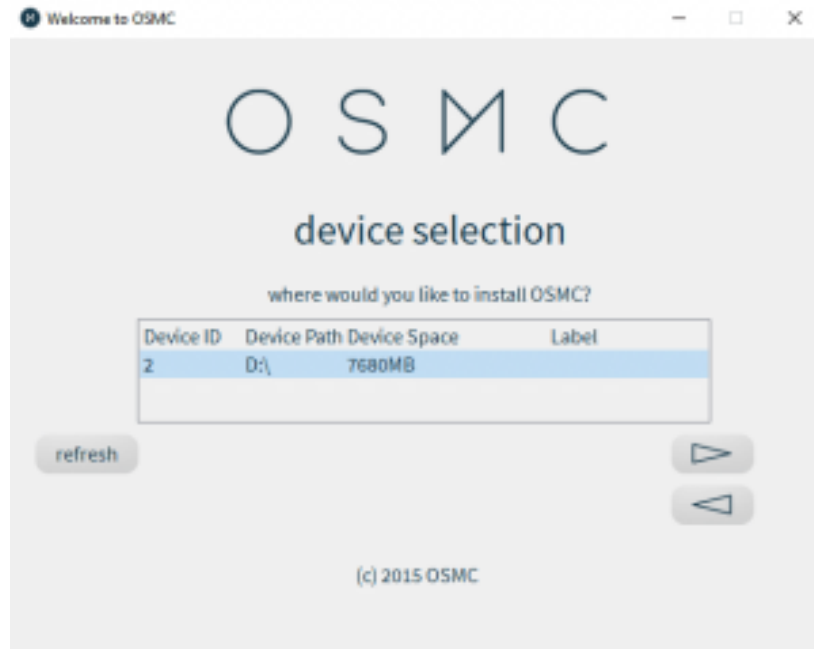 Welcome to OSMC
OSMC
device selection
where would you like to install OSMC?
Device ID Device Path Device Space Label
2 D:\ 7680MB
refresh
(c) 2015 OSMC